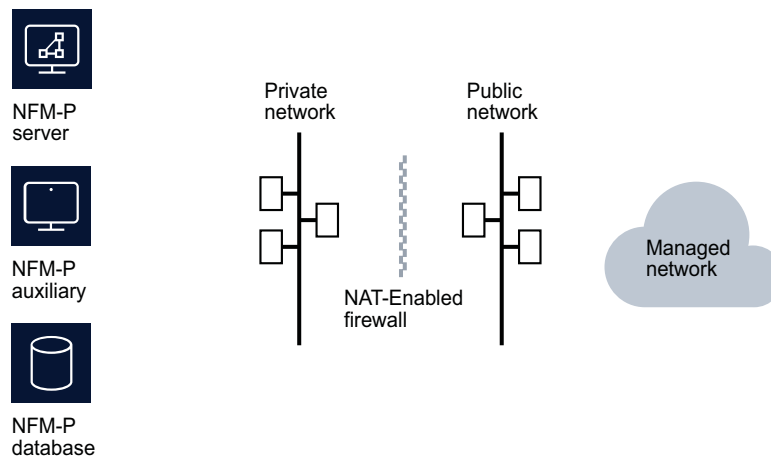 NFM-P
server
NFM-P
auxiliary
NFM-P
database
Private
network
NAT-Enabled
firewall
Public
network
Managed
network